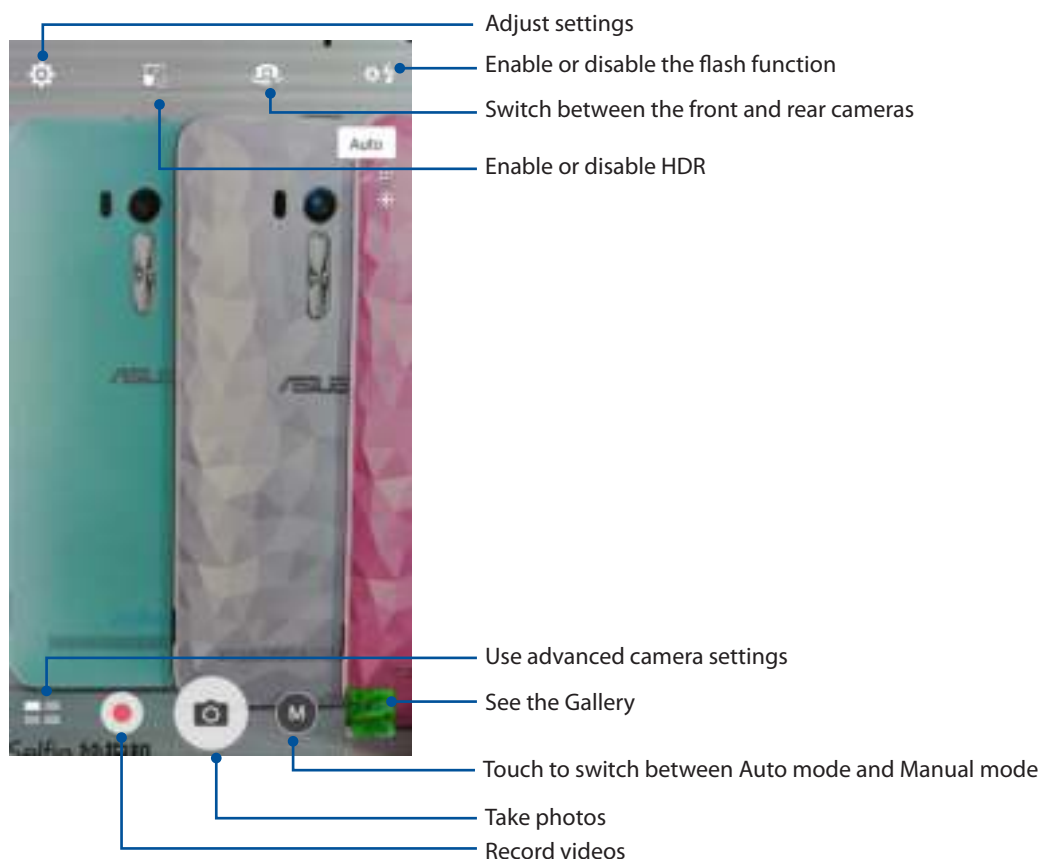 Adjust settings
Enable or disable the flash function
Switch between the front and rear cameras
Auto
Enable or disable HDR
ASUS
ASUS
Use advanced camera settings
See the Gallery
M
Touch to switch between Auto mode and Manual mode
Take photos
Record videos